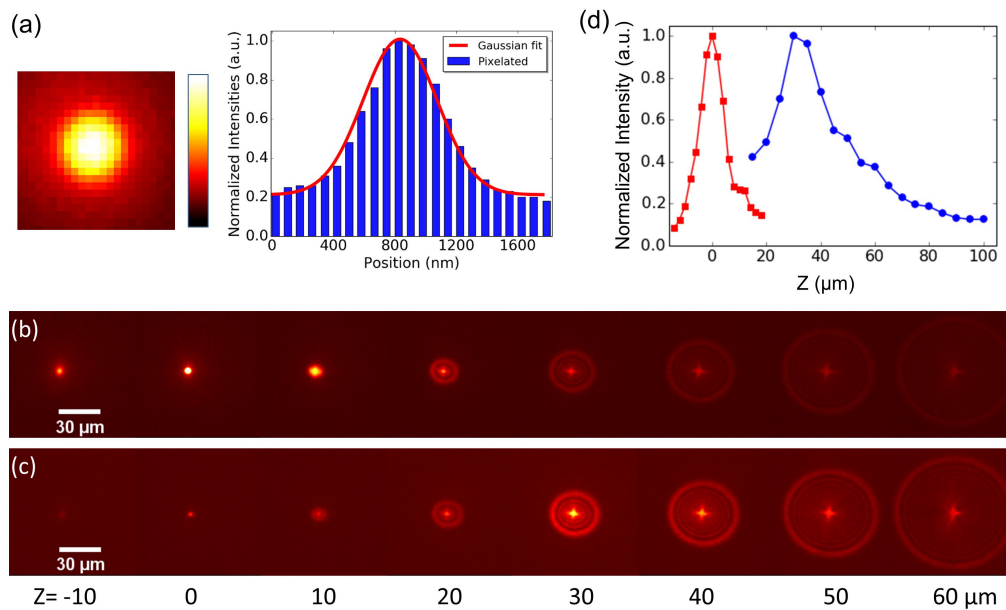 (a)
Normalized Intensities (a.u.)
1.0
0.8
0.6
0.4
0.2
0.0
0
400
800
1200
1600
Position (nm)
Gaussian fit
Pixelated
(d)
Normalized Intensity (a.u.)
1.0
0.8
0.6
0.4
0.2
0.0
0
20
40
60
80
100
Z (μm)
(b)
30 μm
(c)
30 μm
Z= -10 0 10 20 30 40 50 60 μm